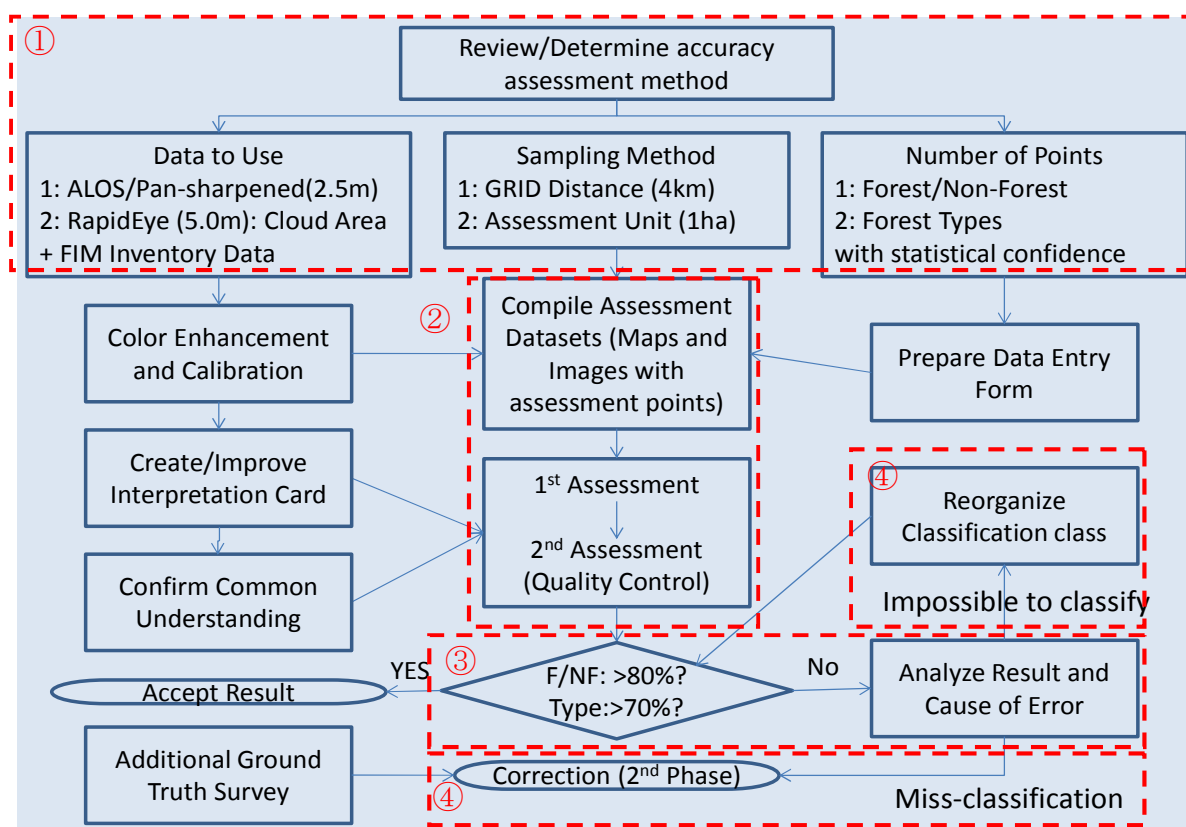 ①
Review/Determine accuracy
assessment method
Data to Use
1: ALOS/Pan-sharpened(2.5m)
2: RapidEye (5.0m): Cloud Area
+ FIM Inventory Data
Sampling Method
1: GRID Distance (4km)
2: Assessment Unit (1ha)
Number of Points
1: Forest/Non-Forest
2: Forest Types
with statistical confidence
Color Enhancement
and Calibration
②
Compile Assessment
Datasets (Maps and
Images with
assessment points)
Prepare Data Entry
Form
Create/Improve
Interpretation Card
1st Assessment
2nd Assessment
(Quality Control)
④
Reorganize
Classification class
Impossible to classify
Confirm Common
Understanding
③
YES
F/NF: >80%?
Type:>70%?
No
Analyze Result and
Cause of Error
Accept Result
Additional Ground
Truth Survey
Correction (2nd Phase)
④
Miss-classification